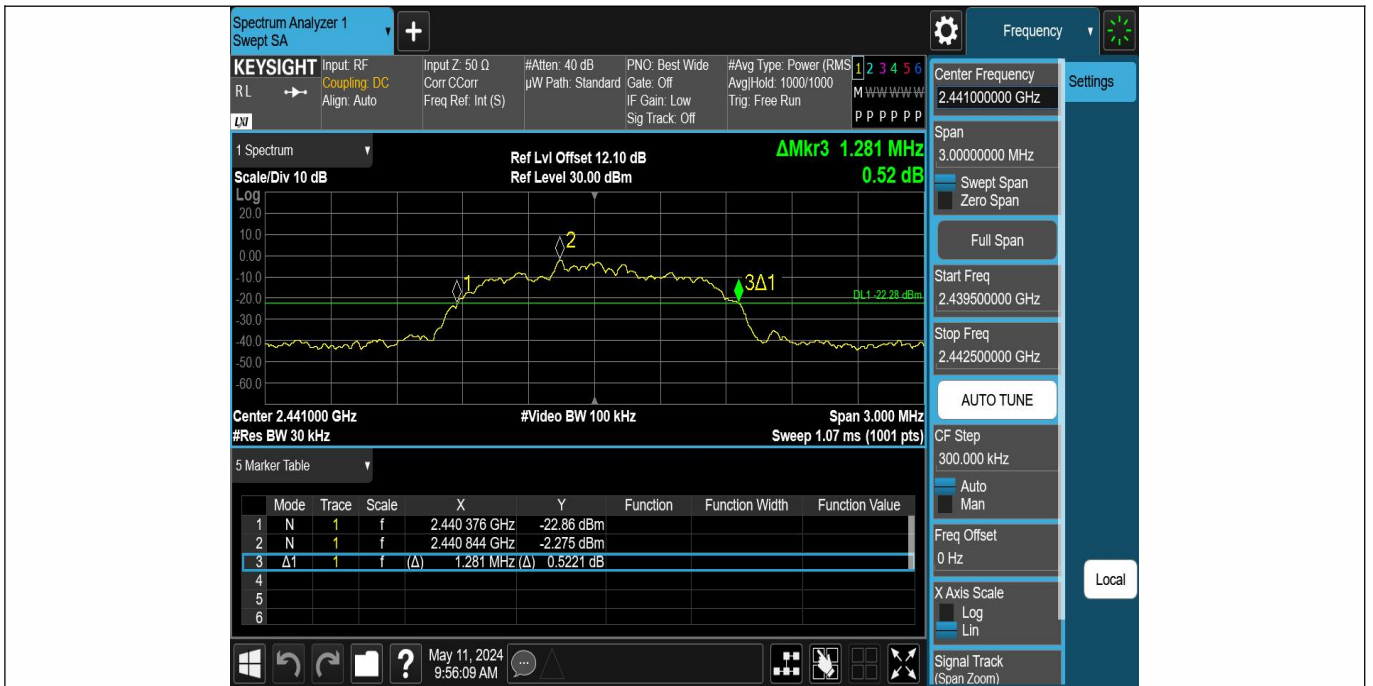 Spectrum Analyzer 1
Swept SA
+
Frequency
KEYSIGHT
RL
LXI
Input: RF
Coupling: DC
Align: Auto
Input Z: 50 Ω
Corr CCorr
Freq Ref: Int (S)
#Atten: 40 dB
µW Path: Standard
PNO: Best Wide
Gate: Off
IF Gain: Low
Sig Track: Off
#Avg Type: Power (RMS
Avg|Hold: 1000/1000
Trig: Free Run
1 2 3 4 5 6
M W W W W W
P P P P P P
1 Spectrum
Scale/Div 10 dB
Ref Lvl Offset 12.10 dB
Ref Level 30.00 dBm
ΔMkr3 1.281 MHz
0.52 dB
Log
20.0
10.0
0.00
-10.0
-20.0
-30.0
-40.0
-50.0
-60.0
1
2
3Δ1
DL1 -22.28 dBm
Center 2.441000 GHz
#Res BW 30 kHz
#Video BW 100 kHz
Span 3.000 MHz
Sweep 1.07 ms (1001 pts)
5 Marker Table
Mode Trace Scale X Y Function Function Width Function Value
1 N 1 f 2.440 376 GHz -22.86 dBm
2 N 1 f 2.440 844 GHz -2.275 dBm
3 Δ1 1 f (Δ) 1.281 MHz (Δ) 0.5221 dB
4
5
6
?
May 11, 2024
9:56:09 AM
Center Frequency
2.441000000 GHz
Span
3.00000000 MHz
Swept Span
Zero Span
Full Span
Start Freq
2.439500000 GHz
Stop Freq
2.442500000 GHz
AUTO TUNE
CF Step
300.000 kHz
Auto
Man
Freq Offset
0 Hz
X Axis Scale
Log
Lin
Signal Track
(Span Zoom)
Settings
Local